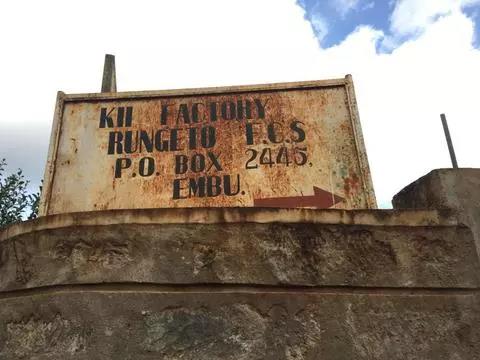 KII FACTORY
RUNGETO F.C.S
P.O. BOX 2445,
EMBU.